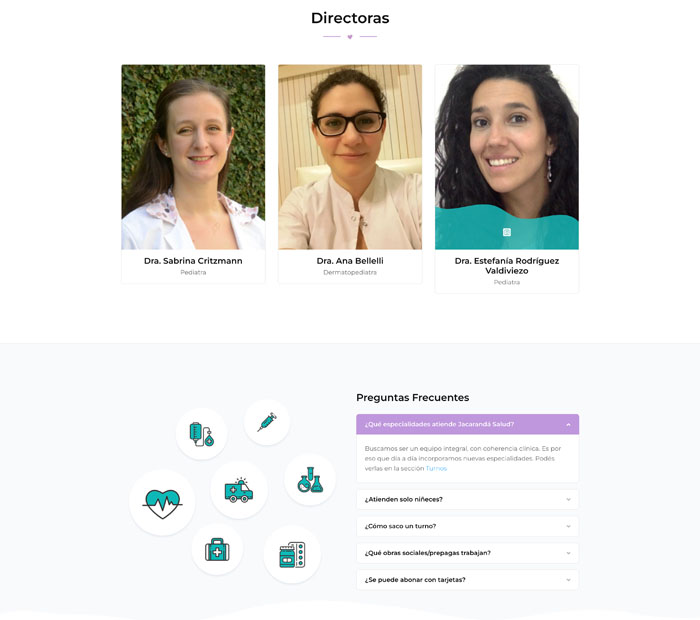 Directoras
Dra. Sabrina Critzmann
Pediatra
Dra. Ana Bellelli
Dermatopediatra
Dra. Estefanía Rodríguez
Valdiviezo
Pediatra
Preguntas Frecuentes
¿Qué especialidades atiende Jacarandá Salud?
Buscamos ser un equipo integral, con coherencia clínica. Es por
eso que día a día incorporamos nuevas especialidades. Podés
verlas en la sección Turnos
¿Atienden solo niñeces?
¿Cómo saco un turno?
¿Qué obras sociales/prepagas trabajan?
¿Se puede abonar con tarjetas?